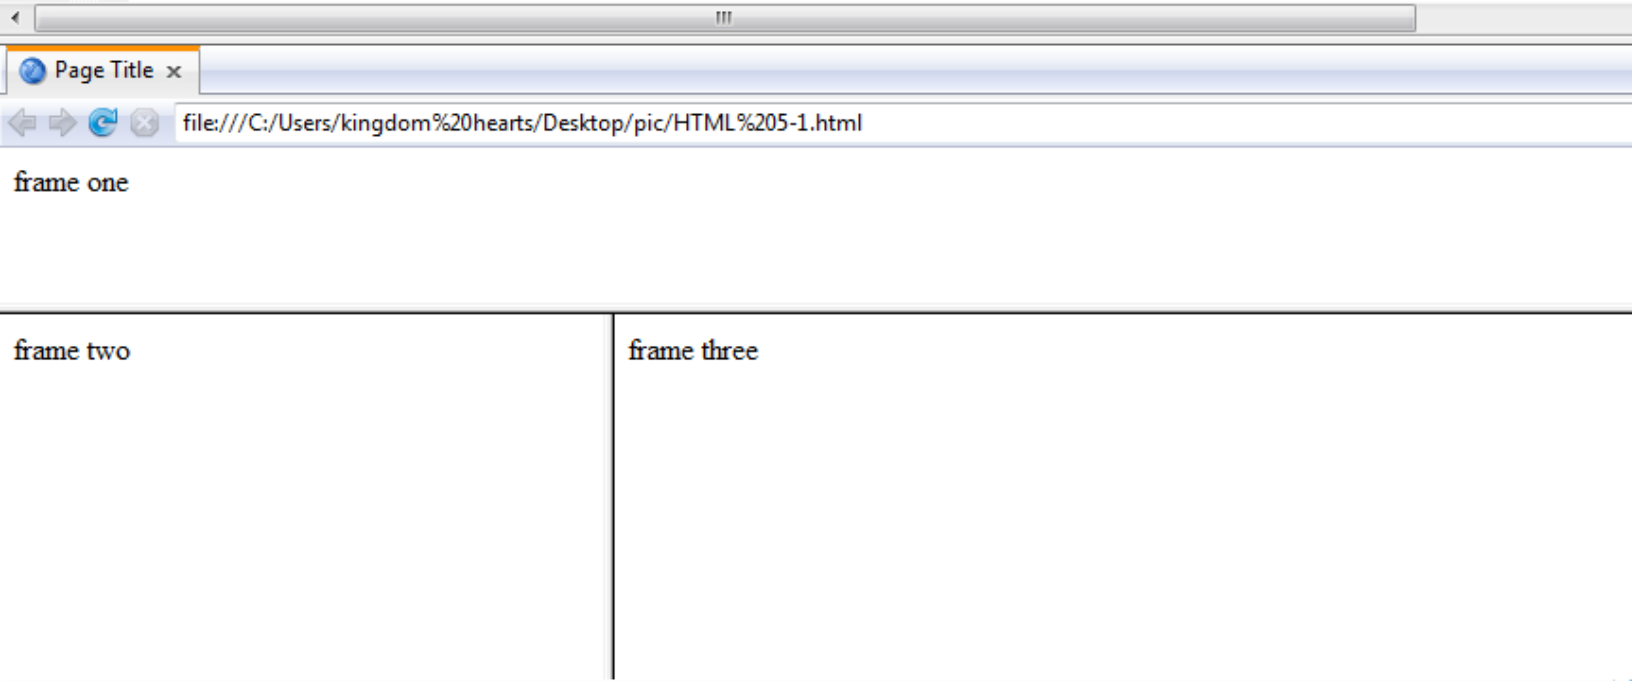 Page Title
file:///C:/Users/kingdom%20hearts/Desktop/pic/HTML%205-1.html
frame one
frame two
frame three